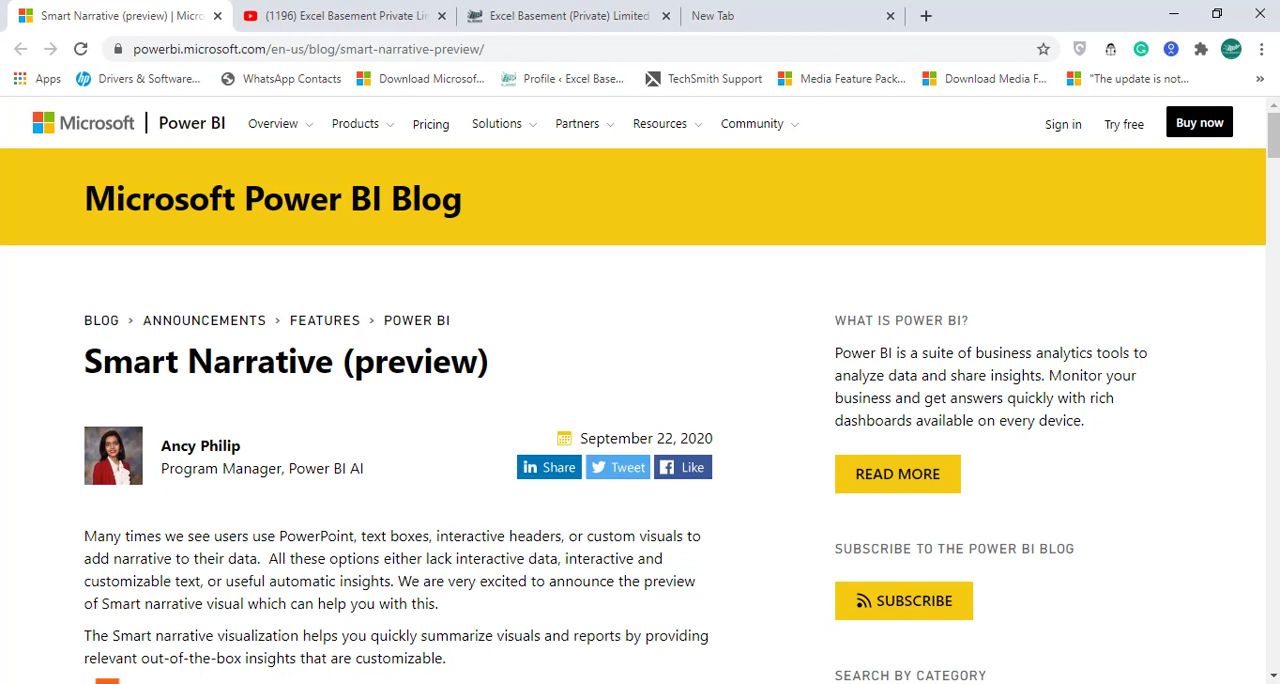 Smart Narrative (preview) | Micro
(1196) Excel Basement Private Li
Excel Basement (Private) Limited
New Tab
powerbi.microsoft.com/en-us/blog/smart-narrative-preview/
Apps
Drivers & Software...
WhatsApp Contacts
Download Microsof...
Profile ‹ Excel Base...
TechSmith Support
Media Feature Pack...
Download Media F...
"The update is not...
»
Microsoft
Power BI
Overview
Products
Pricing
Solutions
Partners
Resources
Community
Sign in
Try free
Buy now
Microsoft Power BI Blog
BLOG › ANNOUNCEMENTS › FEATURES › POWER BI
Smart Narrative (preview)
Ancy Philip
Program Manager, Power BI AI
September 22, 2020
in Share
Tweet
Like
Many times we see users use PowerPoint, text boxes, interactive headers, or custom visuals to
add narrative to their data.  All these options either lack interactive data, interactive and
customizable text, or useful automatic insights. We are very excited to announce the preview
of Smart narrative visual which can help you with this.
The Smart narrative visualization helps you quickly summarize visuals and reports by providing
relevant out-of-the-box insights that are customizable.
WHAT IS POWER BI?
Power BI is a suite of business analytics tools to
analyze data and share insights. Monitor your
business and get answers quickly with rich
dashboards available on every device.
READ MORE
SUBSCRIBE TO THE POWER BI BLOG
SUBSCRIBE
SEARCH BY CATEGORY